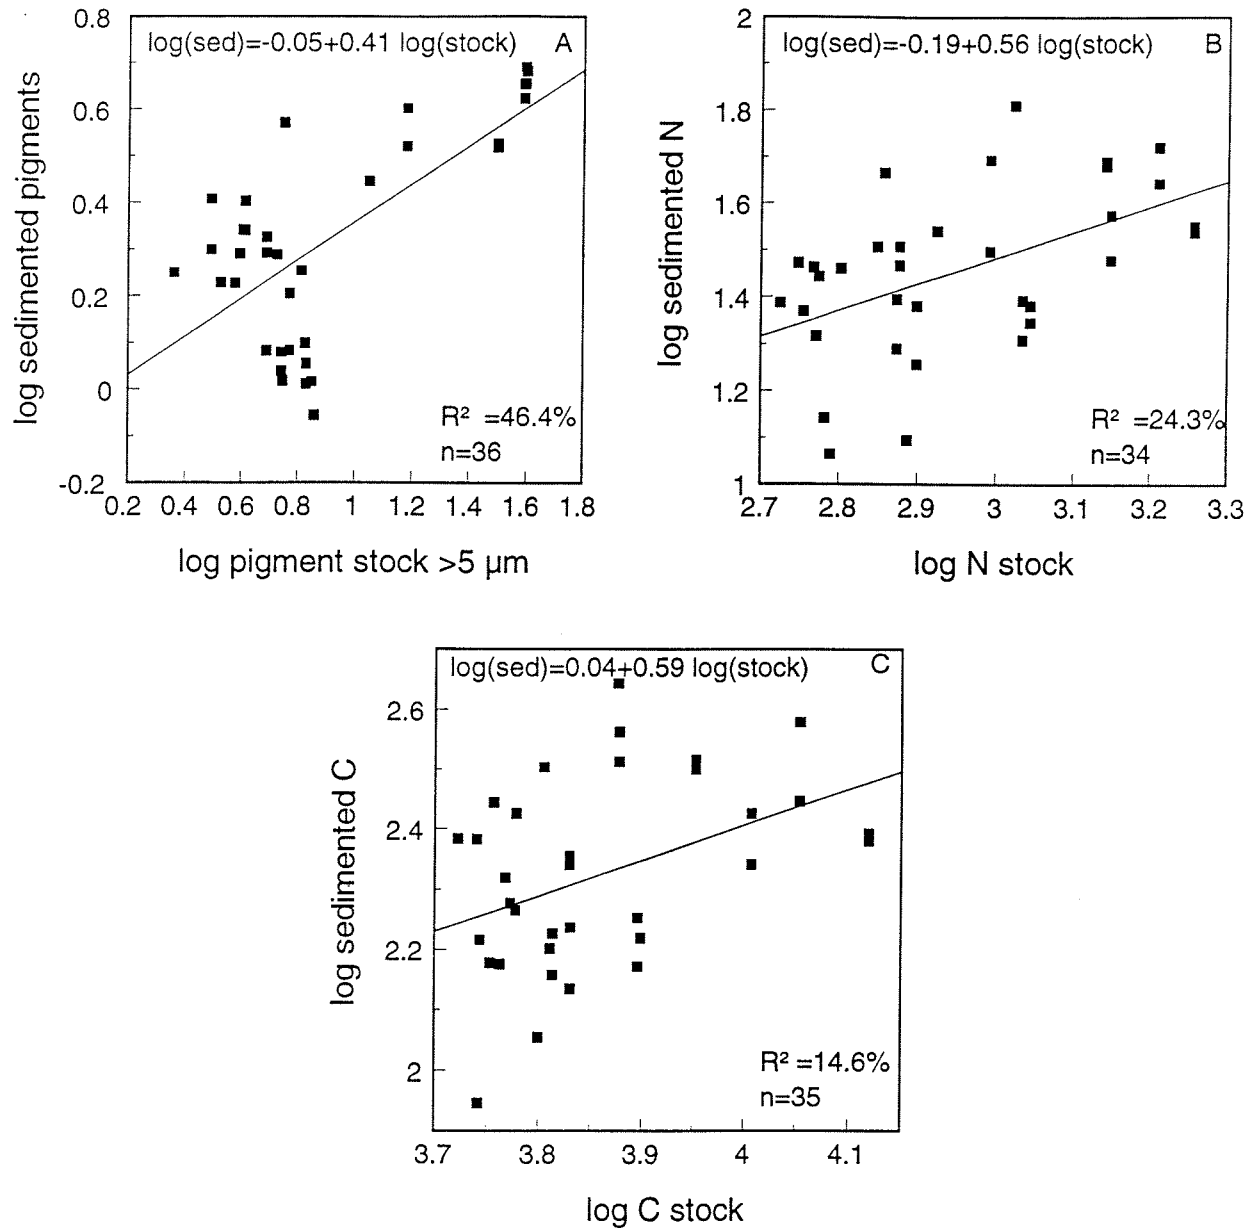 log(sed)=-0.05+0.41 log(stock) A
0.8
0.6
0.4
0.2
0
-0.2
log sedimented pigments
R² =46.4%
n=36
0.2 0.4 0.6 0.8 1 1.2 1.4 1.6 1.8
log pigment stock >5 µm
log(sed)=-0.19+0.56 log(stock) B
2
1.8
1.6
1.4
1.2
1
log sedimented N
R² =24.3%
n=34
2.7 2.8 2.9 3 3.1 3.2 3.3
log N stock
log(sed)=0.04+0.59 log(stock) C
2.6
2.4
2.2
2
log sedimented C
R² =14.6%
n=35
3.7 3.8 3.9 4 4.1
log C stock